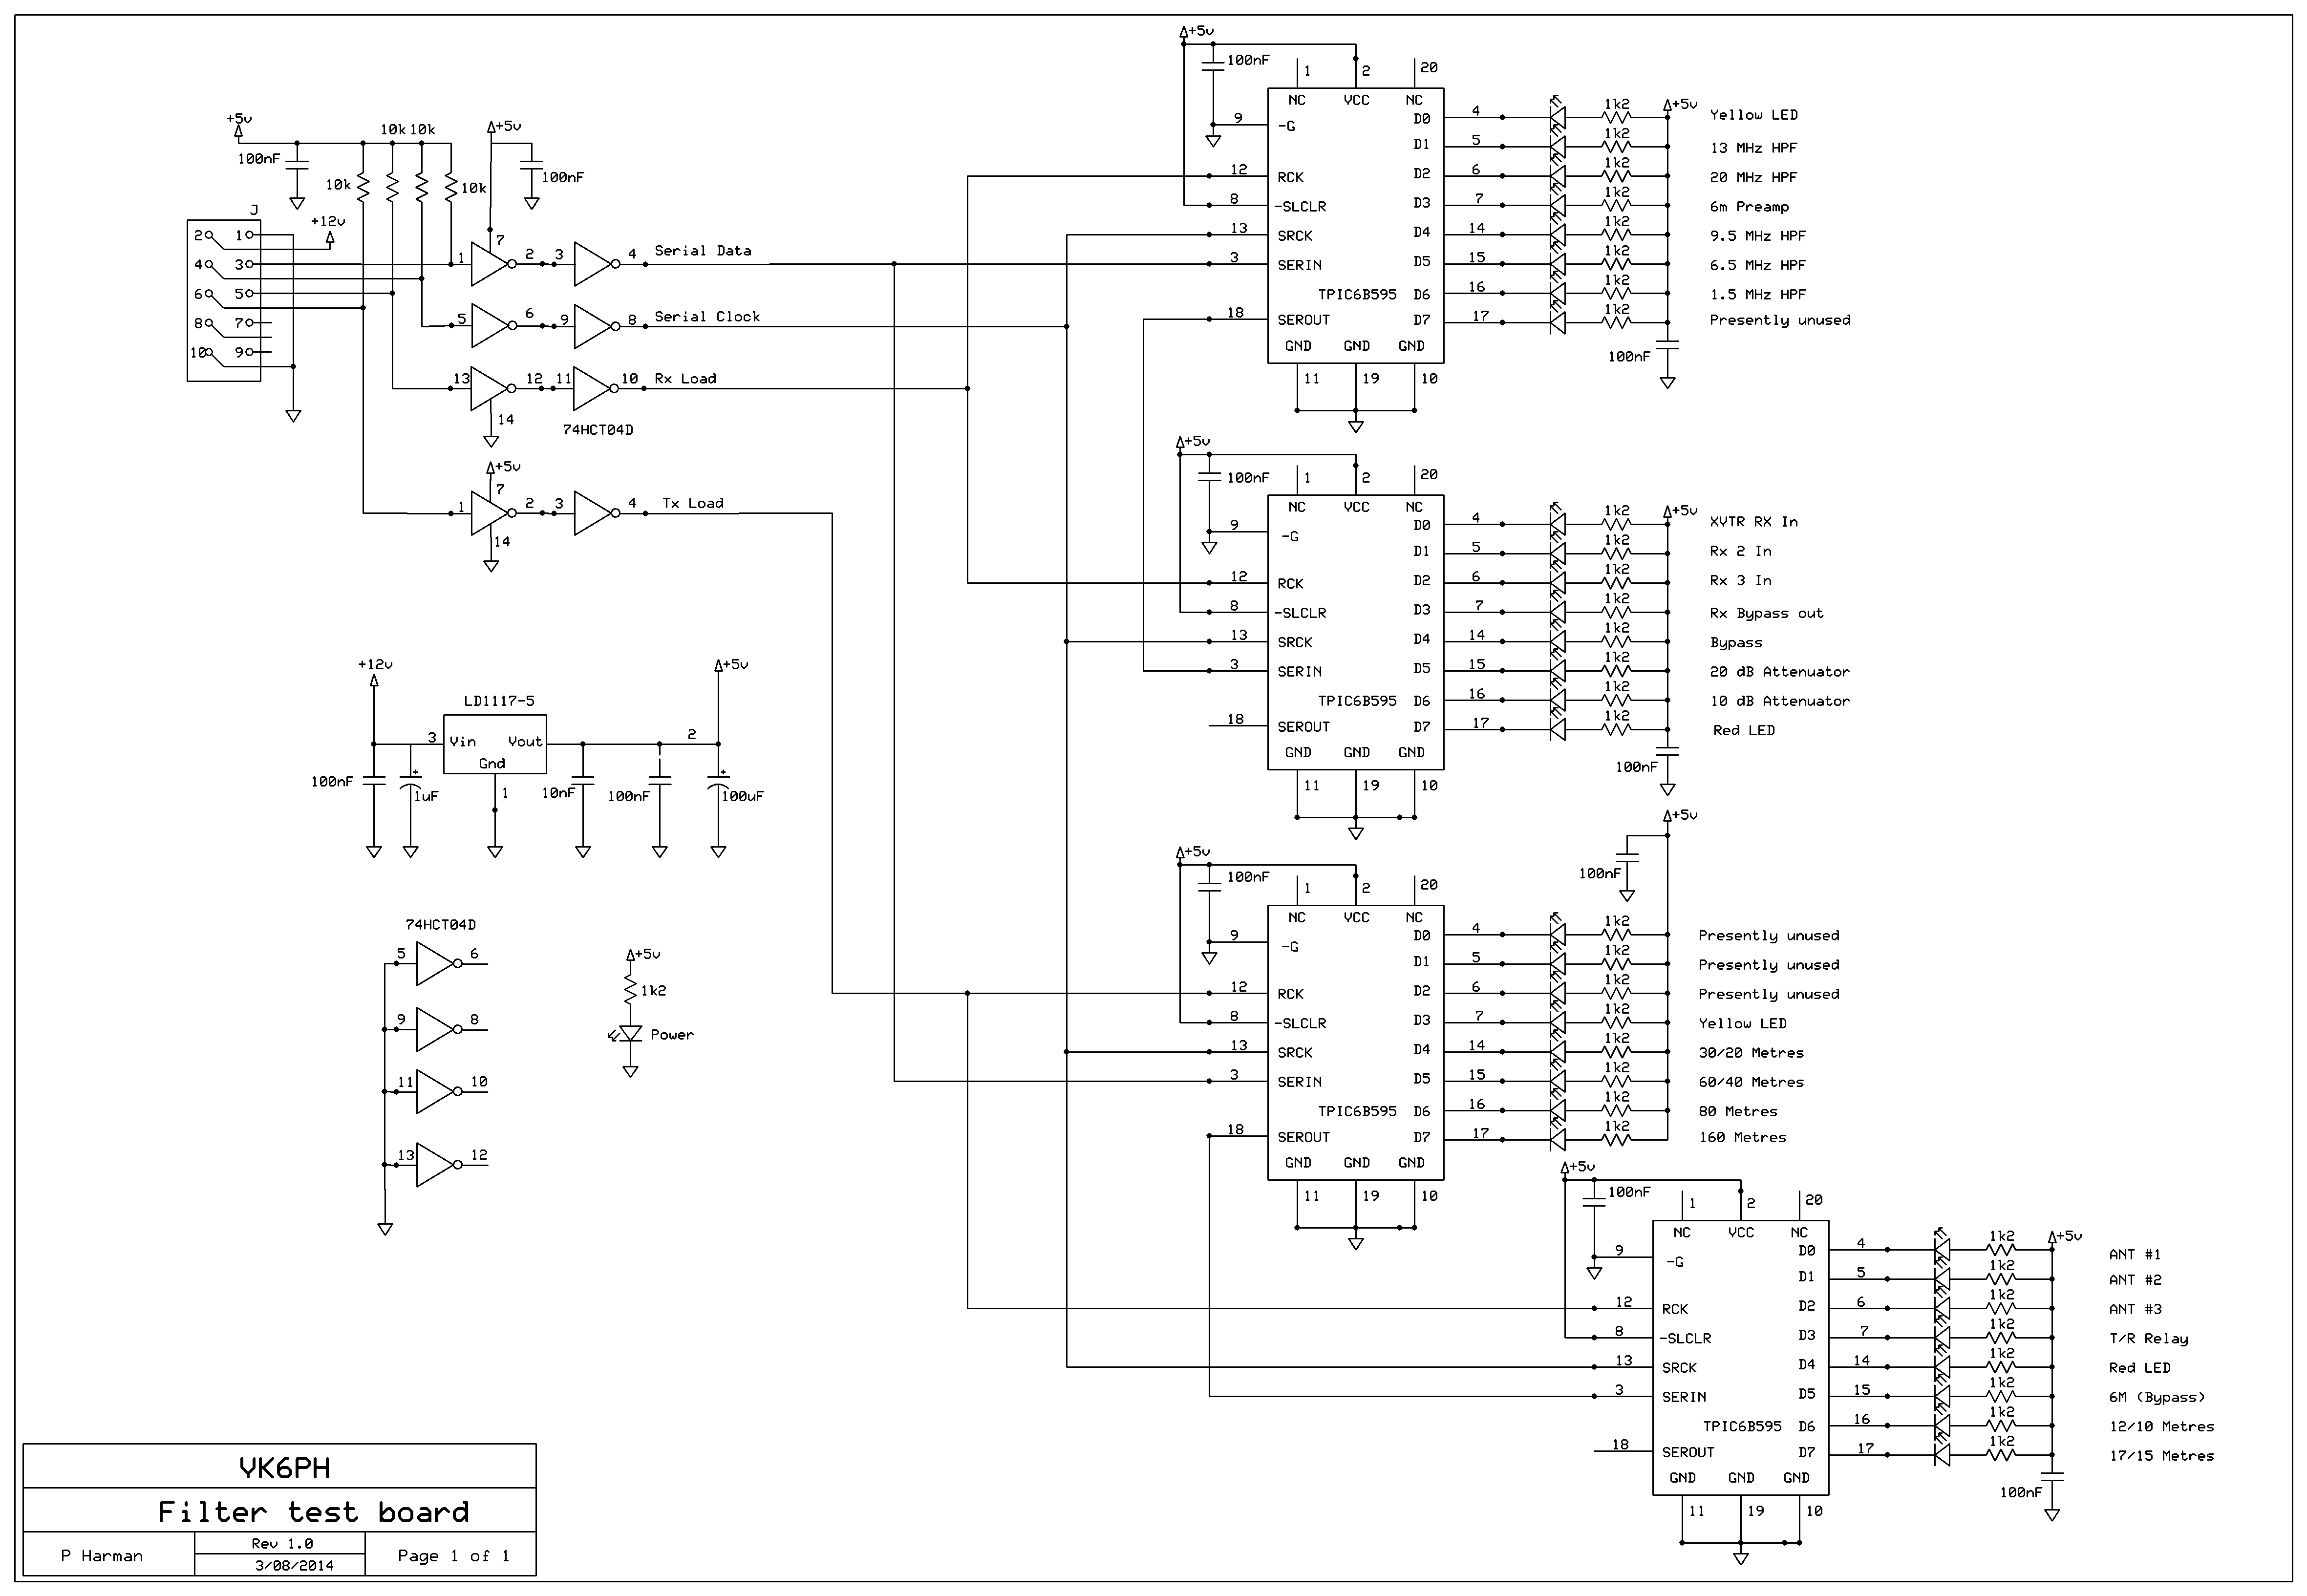 +5v
10k 10k
+5v
100nF
10k
10k
100nF
J
+12v
2 1
4 3
6 5
8 7
10 9
1 7 2 3 4 Serial Data
5 6 9 8 Serial Clock
13 12 11 10 Rx Load
14
74HCT04D
+5v
7
1 2 3 4 Tx Load
14
+12v
+5v
LD1117-5
3 Vin Vout 2
Gnd
100nF
1uF
1
10nF
100nF
100uF
74HCT04D
5 6
9 8
11 10
13 12
+5v
1k2
Power
+5v
100nF
1 2 20
NC VCC NC
9 -G D0 4 1k2 +5v Yellow LED
D1 5 1k2 13 MHz HPF
12 RCK D2 6 1k2 20 MHz HPF
8 -SLCLR D3 7 1k2 6m Preamp
13 SRCK D4 14 1k2 9.5 MHz HPF
3 SERIN D5 15 1k2 6.5 MHz HPF
TPIC6B595 D6 16 1k2 1.5 MHz HPF
18 SEROUT D7 17 1k2 Presently unused
GND GND GND
100nF
11 19 10
+5v
100nF
1 2 20
NC VCC NC
9 -G D0 4 1k2 +5v XVTR RX In
D1 5 1k2 Rx 2 In
12 RCK D2 6 1k2 Rx 3 In
8 -SLCLR D3 7 1k2 Rx Bypass out
13 SRCK D4 14 1k2 Bypass
3 SERIN D5 15 1k2 20 dB Attenuator
TPIC6B595 D6 16 1k2 10 dB Attenuator
18 SEROUT D7 17 1k2 Red LED
GND GND GND
100nF
11 19 10
+5v
100nF
+5v
100nF
1 2 20
NC VCC NC
9 -G D0 4 1k2 Presently unused
D1 5 1k2 Presently unused
12 RCK D2 6 1k2 Presently unused
8 -SLCLR D3 7 1k2 Yellow LED
13 SRCK D4 14 1k2 30/20 Metres
3 SERIN D5 15 1k2 60/40 Metres
TPIC6B595 D6 16 1k2 80 Metres
18 SEROUT D7 17 1k2 160 Metres
GND GND GND
11 19 10
+5v
100nF
1 2 20
NC VCC NC
9 -G D0 4 1k2 +5v ANT #1
D1 5 1k2 ANT #2
12 RCK D2 6 1k2 ANT #3
8 -SLCLR D3 7 1k2 T/R Relay
13 SRCK D4 14 1k2 Red LED
3 SERIN D5 15 1k2 6M (Bypass)
TPIC6B595 D6 16 1k2 12/10 Metres
18 SEROUT D7 17 1k2 17/15 Metres
GND GND GND
100nF
11 19 10
VK6PH
Filter test board
P Harman
Rev 1.0
3/08/2014
Page 1 of 1